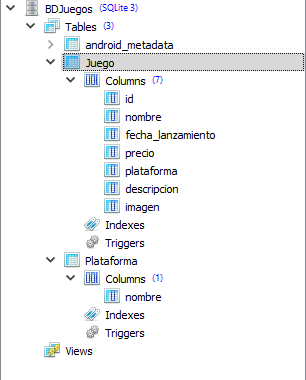 BDJuegos (SQLite 3)
Tables (3)
android_metadata
Juego
Columns (7)
id
nombre
fecha_lanzamiento
precio
plataforma
descripcion
imagen
Indexes
Triggers
Plataforma
Columns (1)
nombre
Indexes
Triggers
Views